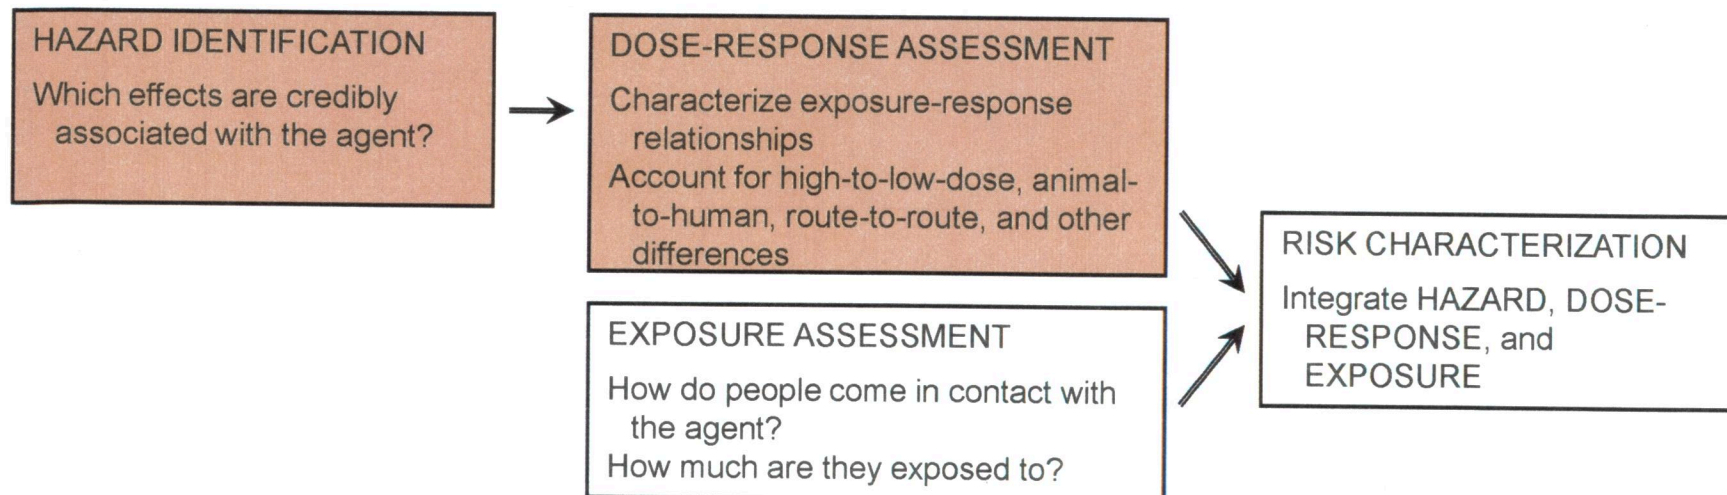 HAZARD IDENTIFICATION
Which effects are credibly
associated with the agent?
DOSE-RESPONSE ASSESSMENT
Characterize exposure-response
relationships
Account for high-to-low-dose, animal-
to-human, route-to-route, and other
differences
EXPOSURE ASSESSMENT
How do people come in contact with
the agent?
How much are they exposed to?
RISK CHARACTERIZATION
Integrate HAZARD, DOSE-
RESPONSE, and
EXPOSURE